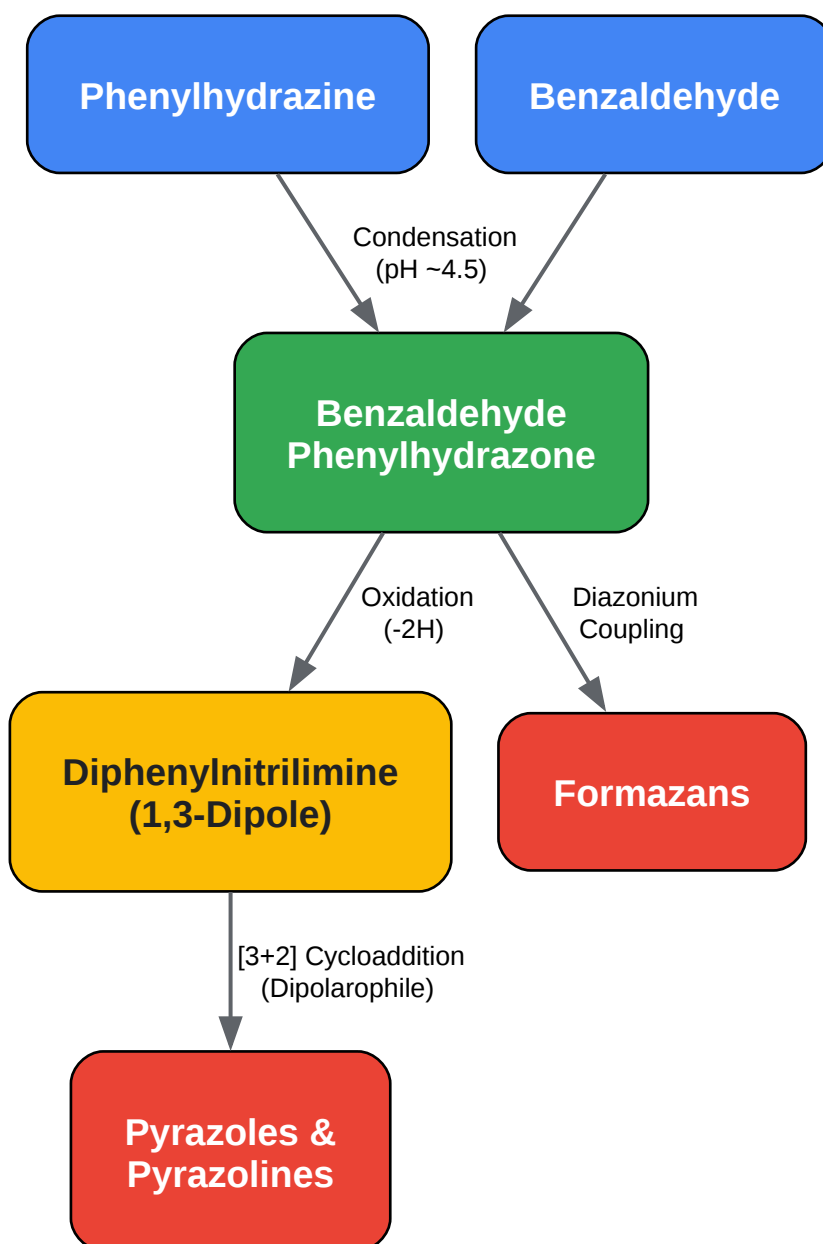 Phenylhydrazine
Benzaldehyde
Condensation
(pH ~4.5)
Benzaldehyde
Phenylhydrazone
Oxidation
(-2H)
Diazonium
Coupling
Diphenylnitrilimine
(1,3-Dipole)
Formazans
[3+2] Cycloaddition
(Dipolarophile)
Pyrazoles &
Pyrazolines